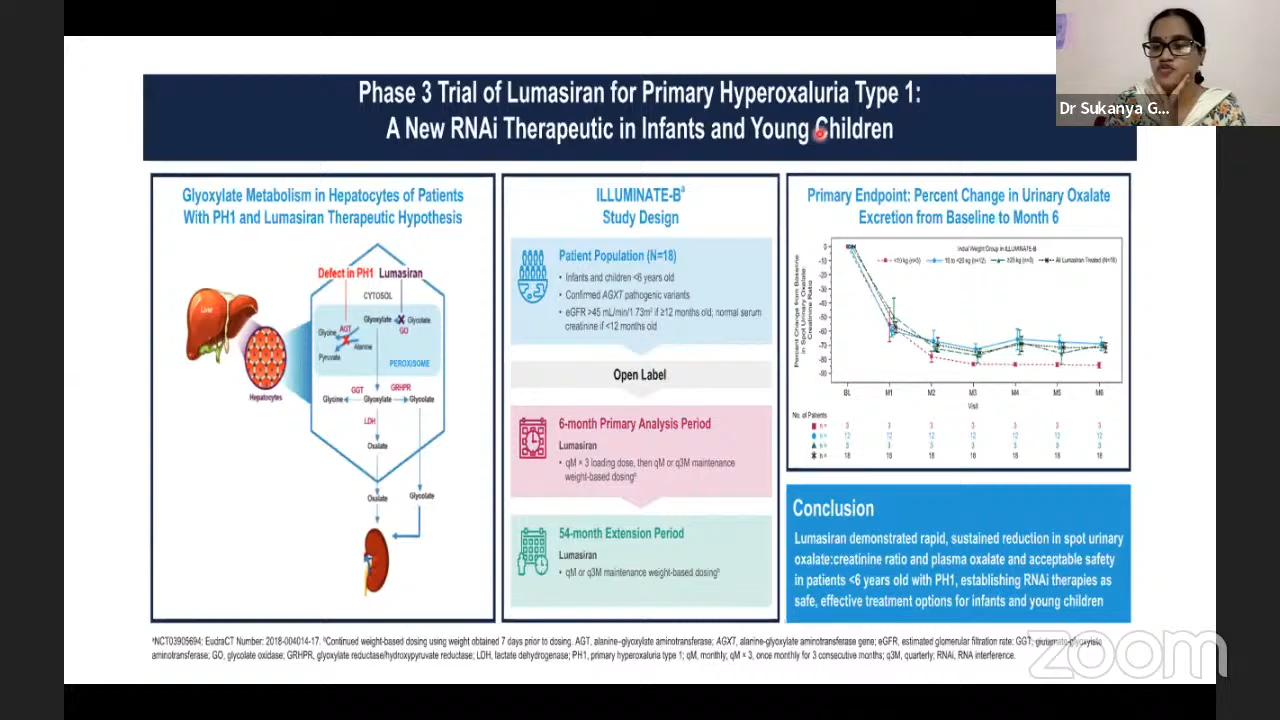 Phase 3 Trial of Lumasiran for Primary Hyperoxaluria Type 1:
A New RNAi Therapeutic in Infants and Young Children
Dr Sukanya G...
Glyoxylate Metabolism in Hepatocytes of Patients
With PH1 and Lumasiran Therapeutic Hypothesis
Defect in PH1 Lumasiran
CYTOSOL
Liver
Glyoxylate Glycolate
Glycine AGT GO
Alanine
Pyruvate
PEROXISOME
Hepatocytes
GGT GRHPR
Glycine Glyoxylate Glycolate
LDH
Oxalate
Oxalate Glycolate
ILLUMINATE-Bª
Study Design
Patient Population (N=18)
• Infants and children <6 years old
• Confirmed AGXT pathogenic variants
• eGFR >45 mL/min/1.73m² if ≥12 months old; normal serum
creatinine if <12 months old
Open Label
6-month Primary Analysis Period
Lumasiran
• qM × 3 loading dose, then qM or q3M maintenance
weight-based dosingᵇ
54-month Extension Period
Lumasiran
• qM or q3M maintenance weight-based dosingᵇ
Primary Endpoint: Percent Change in Urinary Oxalate
Excretion from Baseline to Month 6
Initial Weight Group in ILLUMINATE-B
<10 kg (n=3) 10 to <20 kg (n=12) ≥20 kg (n=3) All Lumasiran Treated (N=18)
Percent Change from Baseline
in Spot Urinary Oxalate:
Creatinine Ratio
0
-10
-20
-30
-40
-50
-60
-70
-80
-90
BL M1 M2 M3 M4 M5 M6
Visit
No. of Patients
n = 3 3 3 3 3 3 3
n = 12 12 12 12 12 12 12
n = 3 3 3 3 3 3 3
n = 18 18 18 18 18 18 18
Conclusion
Lumasiran demonstrated rapid, sustained reduction in spot urinary
oxalate:creatinine ratio and plasma oxalate and acceptable safety
in patients <6 years old with PH1, establishing RNAi therapies as
safe, effective treatment options for infants and young children
ªNCT03905694; EudraCT Number: 2018-004014-17. ᵇContinued weight-based dosing using weight obtained 7 days prior to dosing. AGT, alanine–glyoxylate aminotransferase; AGXT, alanine-glyoxylate aminotransferase gene; eGFR, estimated glomerular filtration rate; GGT, glutamate-glyoxylate
aminotransferase; GO, glycolate oxidase; GRHPR, glyoxylate reductase/hydroxypyruvate reductase; LDH, lactate dehydrogenase; PH1, primary hyperoxaluria type 1; qM, monthly; qM × 3, once monthly for 3 consecutive months; q3M, quarterly; RNAi, RNA interference.
zoom